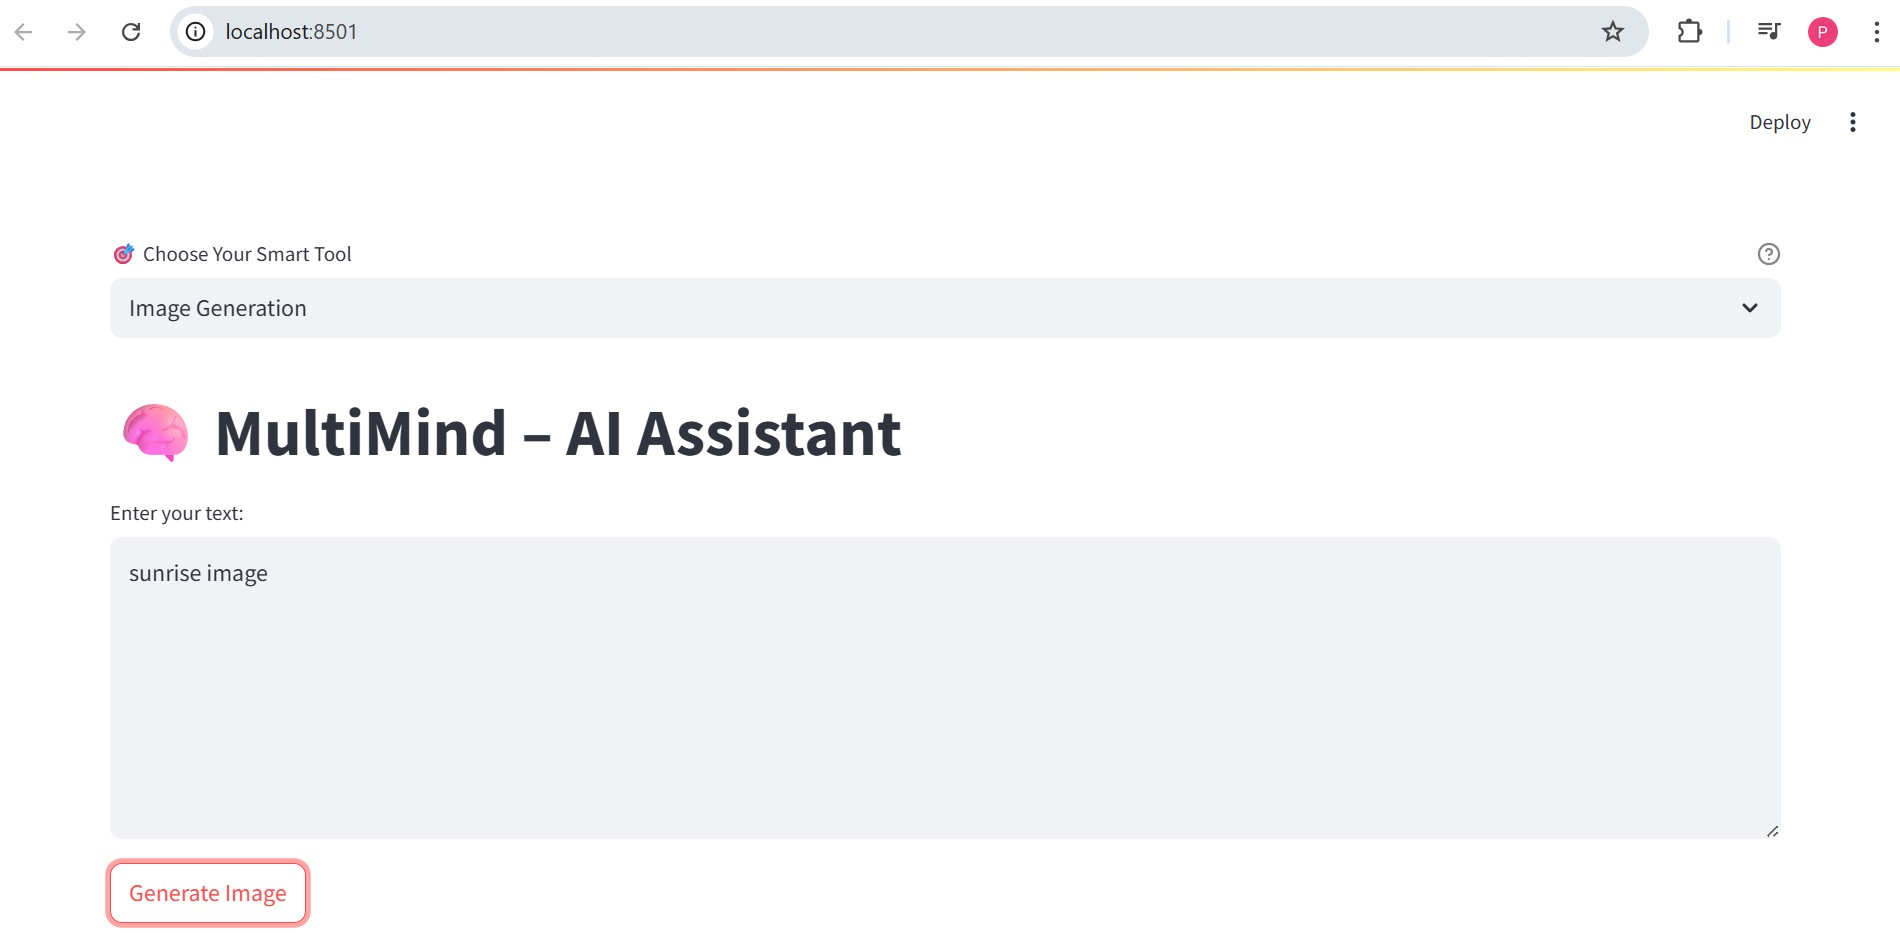 localhost:8501
P
Deploy
Choose Your Smart Tool
Image Generation
MultiMind – AI Assistant
Enter your text:
sunrise image
Generate Image